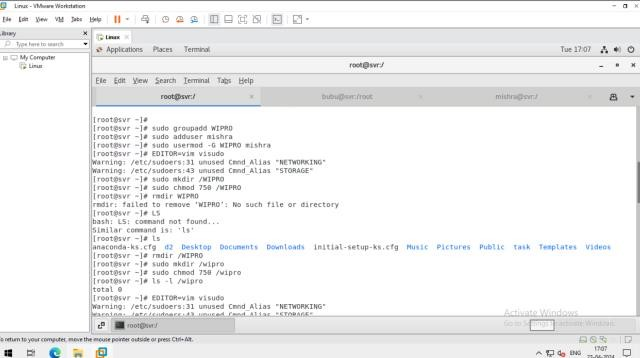 Linux - VMware Workstation
File Edit View VM Tabs Help
Library
Type here to search
My Computer
Linux
Linux
Applications Places Terminal
Tue 17:07
root@svr:/
File Edit View Search Terminal Tabs Help
root@svr:/ bubu@svr:/root mishra@svr:/
[root@svr ~]#
[root@svr ~]# sudo groupadd WIPRO
[root@svr ~]# sudo adduser mishra
[root@svr ~]# sudo usermod -G WIPRO mishra
[root@svr ~]# EDITOR=vim visudo
Warning: /etc/sudoers:31 unused Cmnd_Alias "NETWORKING"
Warning: /etc/sudoers:43 unused Cmnd_Alias "STORAGE"
[root@svr ~]# sudo mkdir /WIPRO
[root@svr ~]# sudo chmod 750 /WIPRO
[root@svr ~]# rmdir WIPRO
rmdir: failed to remove ‘WIPRO’: No such file or directory
[root@svr ~]# LS
bash: LS: command not found...
Similar command is: 'ls'
[root@svr ~]# ls
anaconda-ks.cfg d2 Desktop Documents Downloads initial-setup-ks.cfg Music Pictures Public task Templates Videos
[root@svr ~]# rmdir /WIPRO
[root@svr ~]# sudo mkdir /wipro
[root@svr ~]# sudo chmod 750 /wipro
[root@svr ~]# ls -l /wipro
total 0
[root@svr ~]# EDITOR=vim visudo
Warning: /etc/sudoers:31 unused Cmnd_Alias "NETWORKING"
Warning: /etc/sudoers:43 unused Cmnd_Alias "STORAGE"
Activate Windows
Go to Settings to activate Windows.
root@svr:/
To return to your computer, move the mouse pointer outside or press Ctrl+Alt.
ENG
17:07
23-04-2024